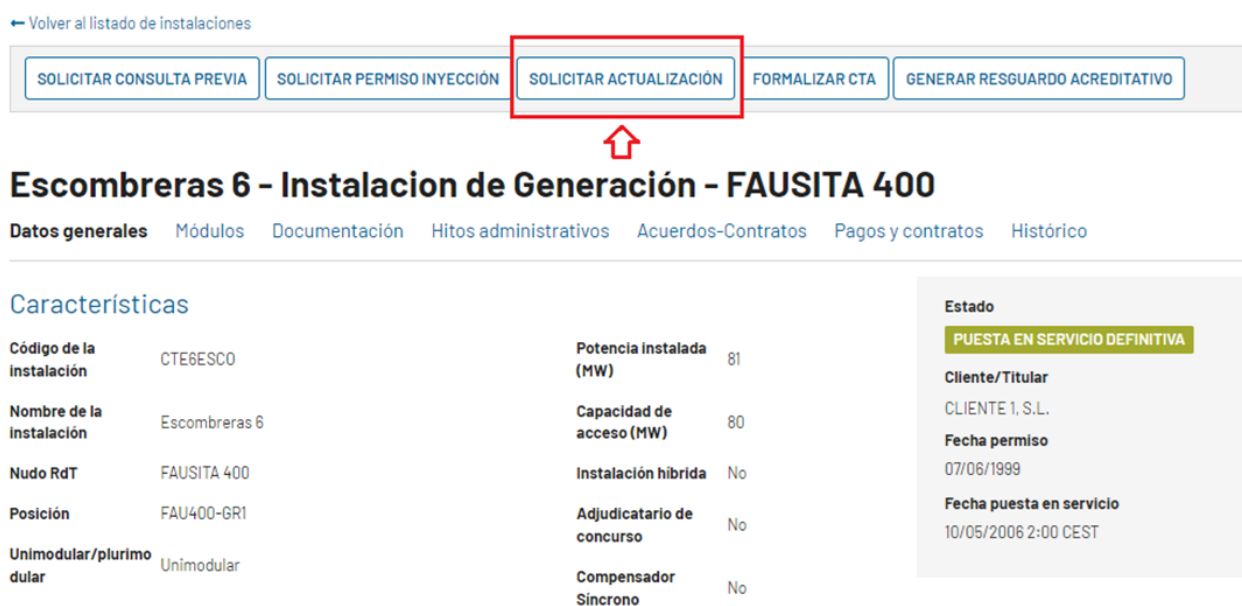 ← Volver al listado de instalaciones
SOLICITAR CONSULTA PREVIA SOLICITAR PERMISO INYECCIÓN SOLICITAR ACTUALIZACIÓN FORMALIZAR CTA GENERAR RESGUARDO ACREDITATIVO
Escombreras 6 - Instalacion de Generación - FAUSITA 400
Datos generales Módulos Documentación Hitos administrativos Acuerdos-Contratos Pagos y contratos Histórico
Características
Código de la
instalación
CTE6ESCO
Nombre de la
instalación
Escombreras 6
Nudo RdT
FAUSITA 400
Posición
FAU400-GR1
Unimodular/plurimo
dular
Unimodular
Potencia instalada
(MW)
81
Capacidad de
acceso (MW)
80
Instalación híbrida
No
Adjudicatario de
concurso
No
Compensador
Síncrono
No
Estado
PUESTA EN SERVICIO DEFINITIVA
Cliente/Titular
CLIENTE 1, S.L.
Fecha permiso
07/06/1999
Fecha puesta en servicio
10/05/2006 2:00 CEST